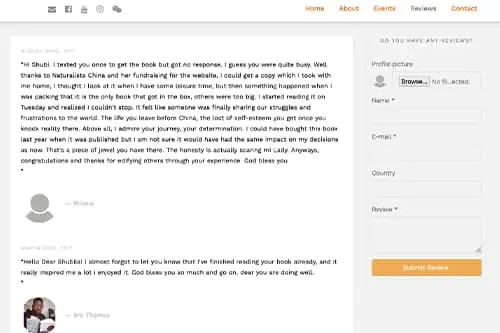 Home About Events Reviews Contact
"Hi Shubi. I texted you once to get the book but got no response. I guess you were quite busy. Well
thanks to Naturalista China and her fundraising for the website, I could get a copy which I took with
me home, I thought I look at it when I have come leisure time, but then something happened when I
was packing that it is the only book that got in the box, others were too big. I started reading it on
Tuesday and realized I couldn't stop. It felt like someone was finally sharing our struggles and
frustrations to the world. The life you leave before China, the lost of self-esteem you get once you
knock reality there. Above all, I admire your journey, your determination. I could have bought this book
last year when it was published but I am not sure it would have had the same impact on my decisions
as now. That's a piece of jewel you have there. The honesty is actually scaring mi Lady. Anyways,
congratulations and thanks for edifying others through your experience. God bless you
"
— Winnie
"Hello Dear Shubila! I almost forgot to let you know that I've finished reading your book already, and it
really inspired me a lot i enjoyed it. God bless you so much and go on, dear you are doing well.
"
— Bra Thomas
DO YOU HAVE ANY REVIEWS?
Profile picture
Browse... No fil...ected.
Name *
E-mail *
Country
Review *
Submit Review